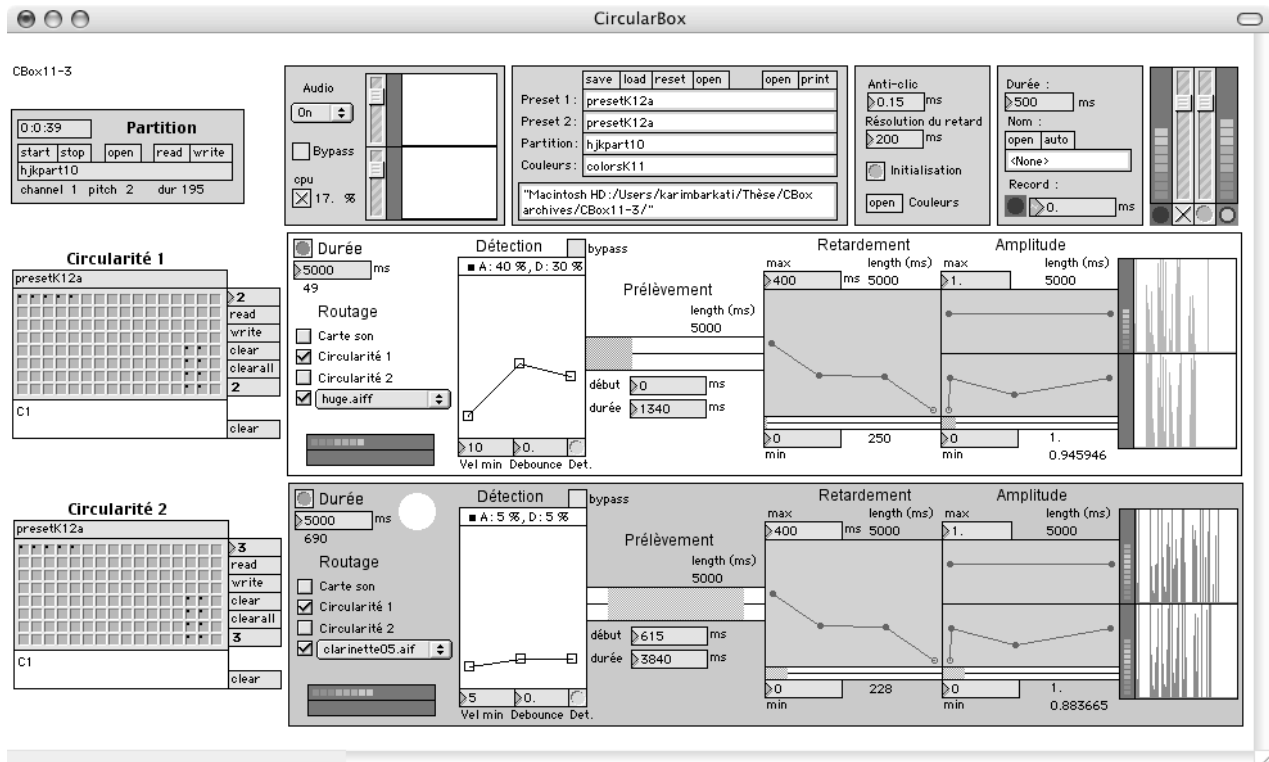 CircularBox
CBox11-3
0:0:39 Partition
start stop open read write
hjkpart10
channel 1 pitch 2 dur 195
Audio
On
Bypass
cpu
17. %
save load reset open open print
Preset 1: presetK12a
Preset 2: presetK12a
Partition: hjkpart10
Couleurs: colorsK11
"Macintosh HD:/Users/karimbarkati/Thèse/CBox
archives/CBox11-3/"
Anti-clic
0.15 ms
Résolution du retard
200 ms
Initialisation
open Couleurs
Durée :
500 ms
Nom :
open auto
<None>
Record :
0. ms
Circularité 1
presetK12a
2
read
write
clear
clearall
2
C1
clear
Durée
5000 ms
49
Routage
Carte son
Circularité 1
Circularité 2
huge.aiff
Détection bypass
A: 40 %, D: 30 %
10 0.
Vel min Debounce Det.
Prélèvement
length (ms)
5000
début 0 ms
durée 1340 ms
Retardement
max length (ms)
400 ms 5000
0 250
min
Amplitude
max length (ms)
1. 5000
0 1.
min 0.945946
Circularité 2
presetK12a
3
read
write
clear
clearall
3
C1
clear
Durée
5000 ms
690
Routage
Carte son
Circularité 1
Circularité 2
clarinette05.aif
Détection bypass
A: 5 %, D: 5 %
5 0.
Vel min Debounce Det.
Prélèvement
length (ms)
5000
début 615 ms
durée 3840 ms
Retardement
max length (ms)
400 ms 5000
0 228
min
Amplitude
max length (ms)
1. 5000
0 1.
min 0.883665